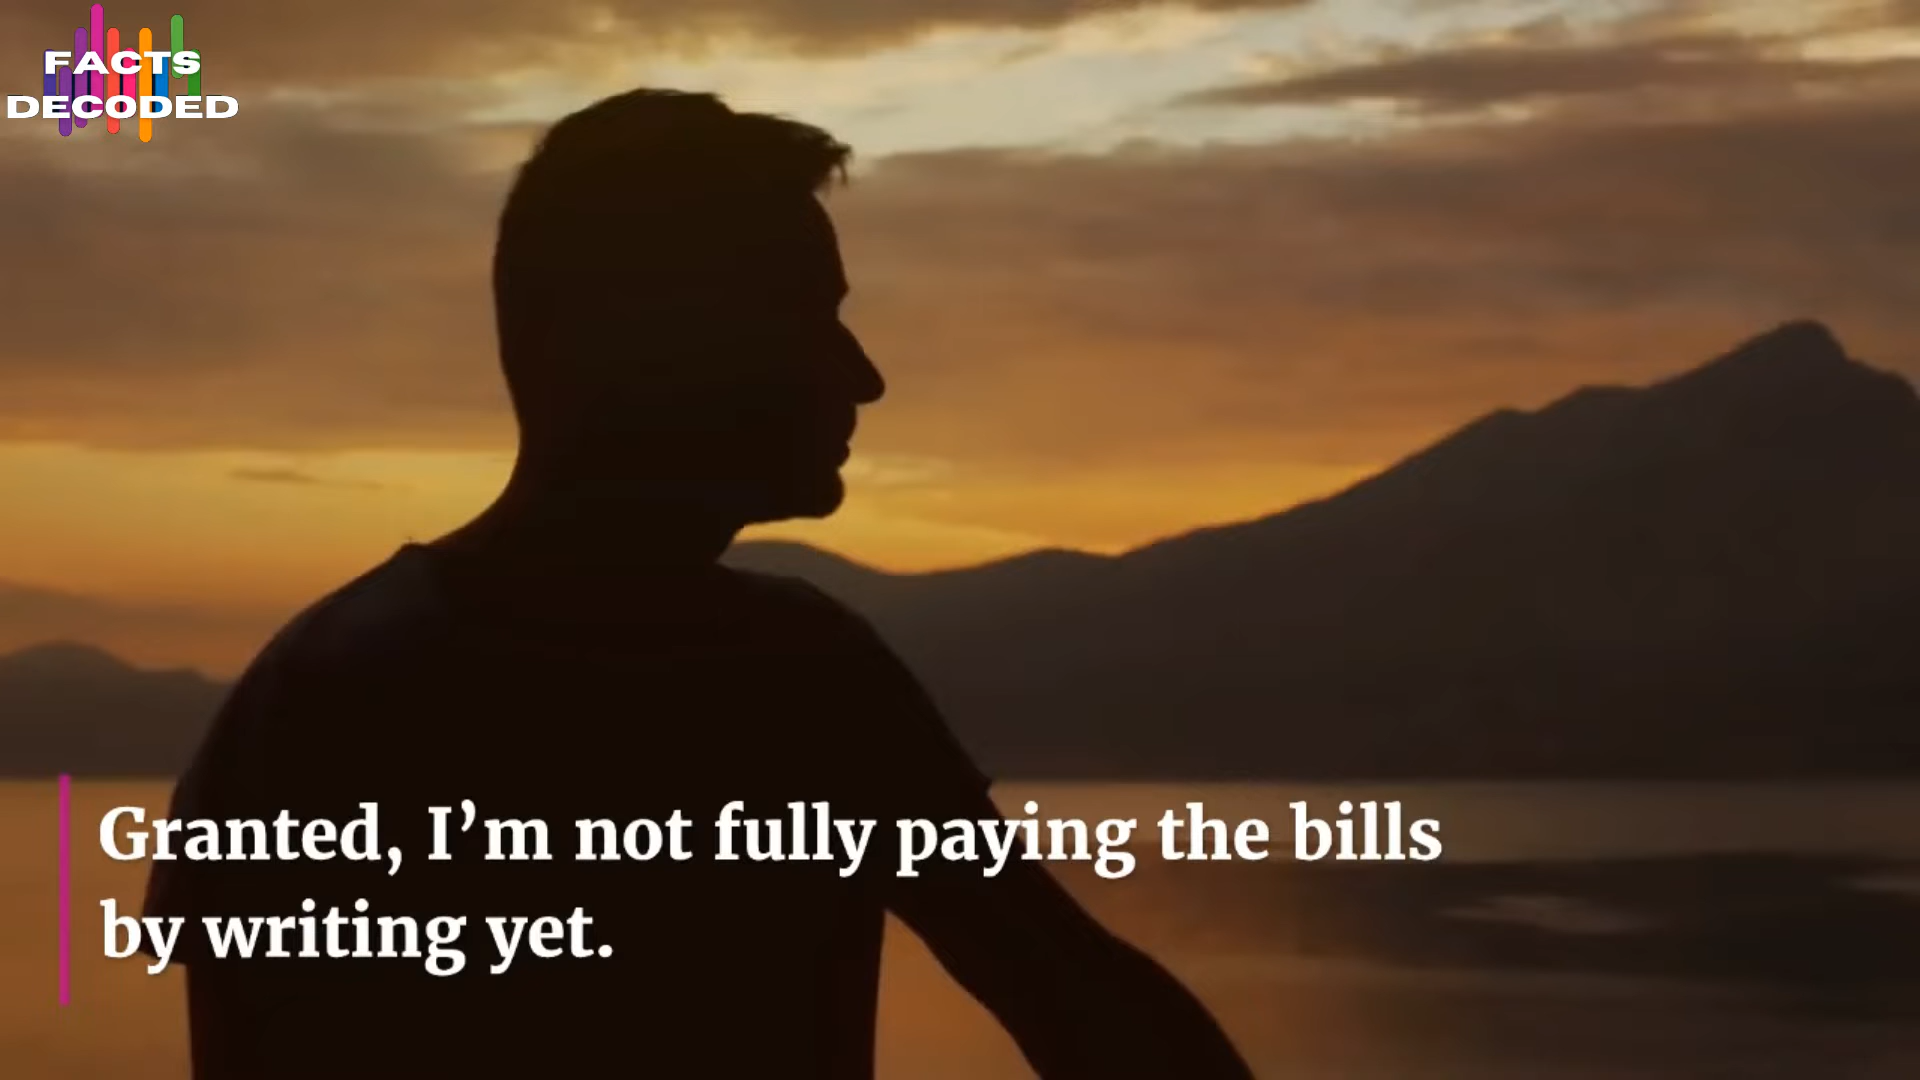 FACTS
DECODED
Granted, I’m not fully paying the bills
by writing yet.